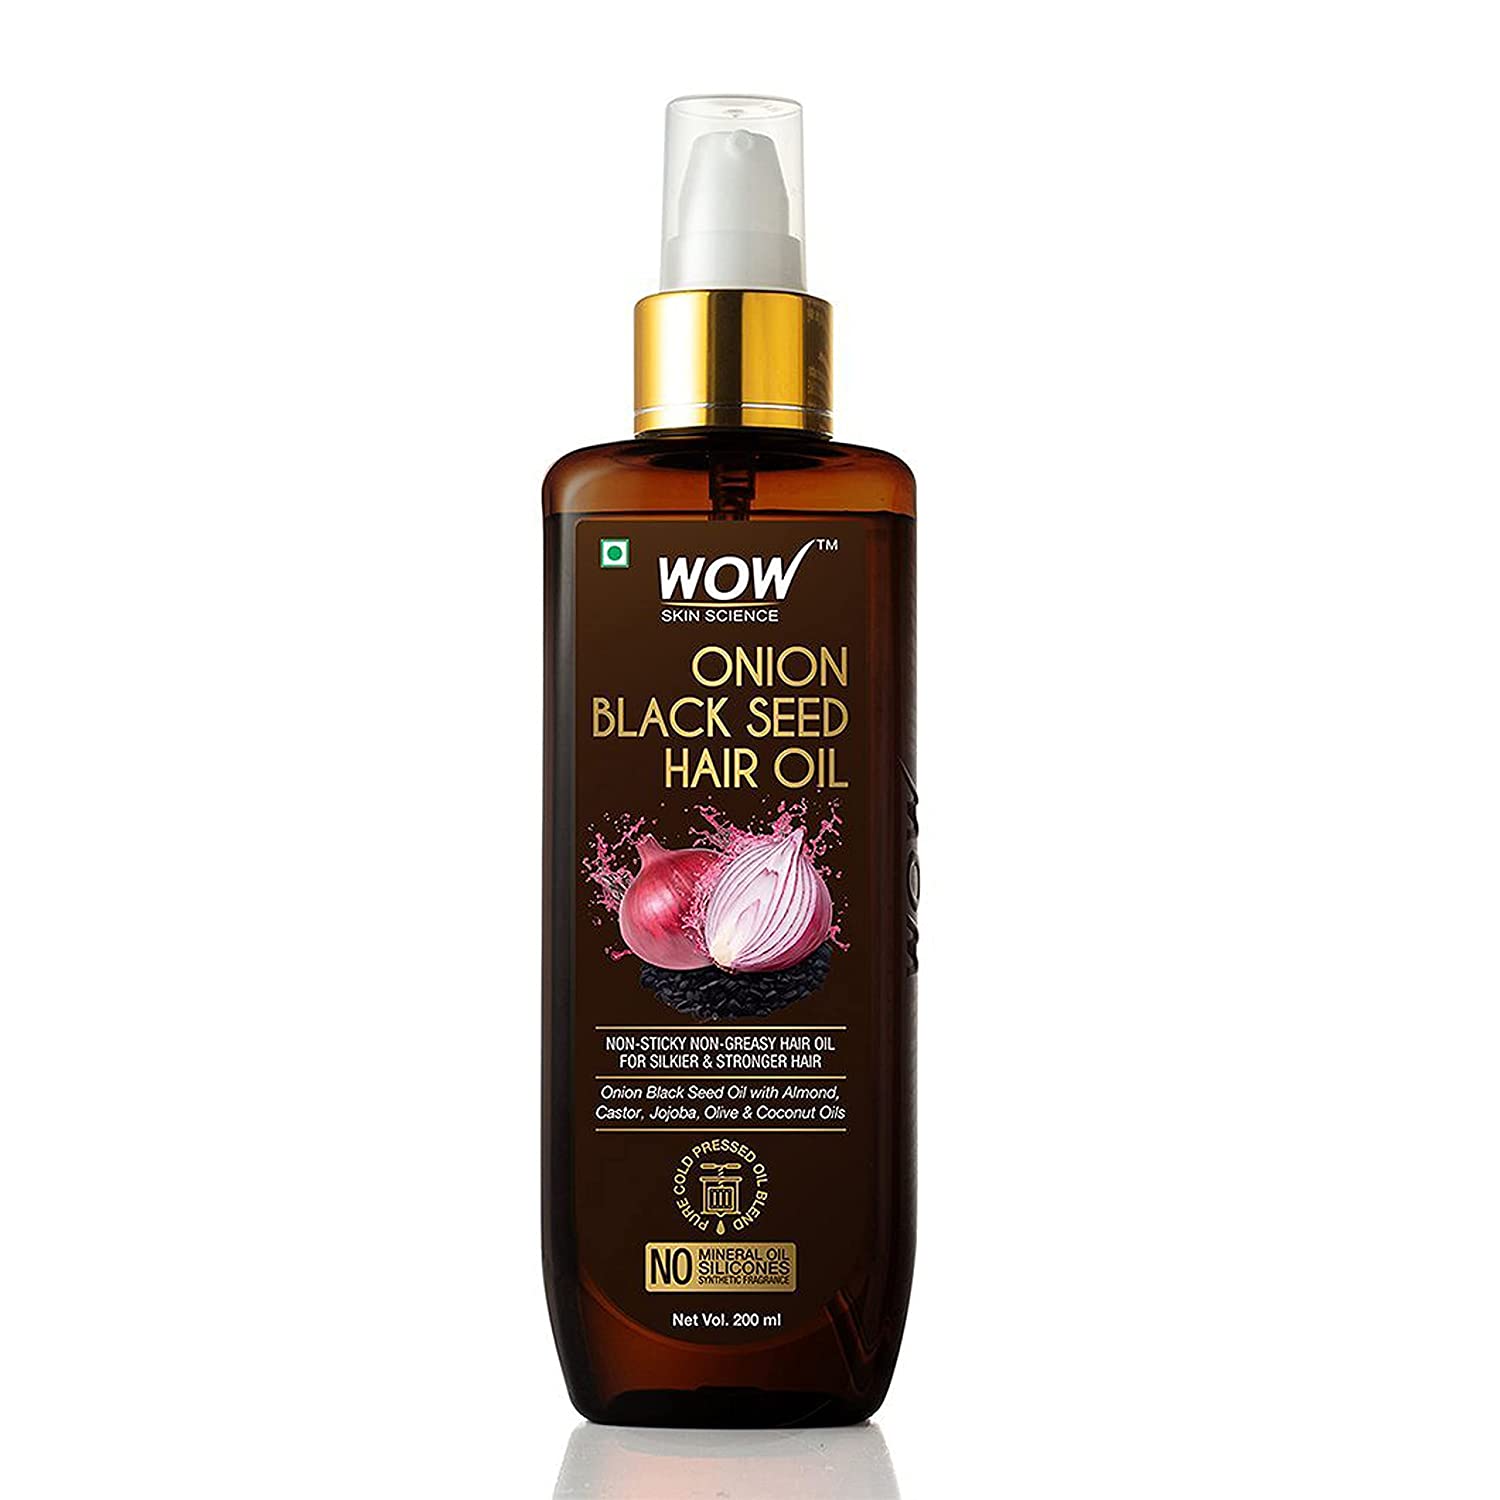 WOW™
SKIN SCIENCE
ONION
BLACK SEED
HAIR OIL
NON-STICKY NON-GREASY HAIR OIL
FOR SILKIER & STRONGER HAIR
Onion Black Seed Oil with Almond,
Castor, Jojoba, Olive & Coconut Oils
PURE COLD PRESSED OIL BLEND
NO MINERAL OIL
SILICONES
SYNTHETIC FRAGRANCE
Net Vol. 200 ml
WOW